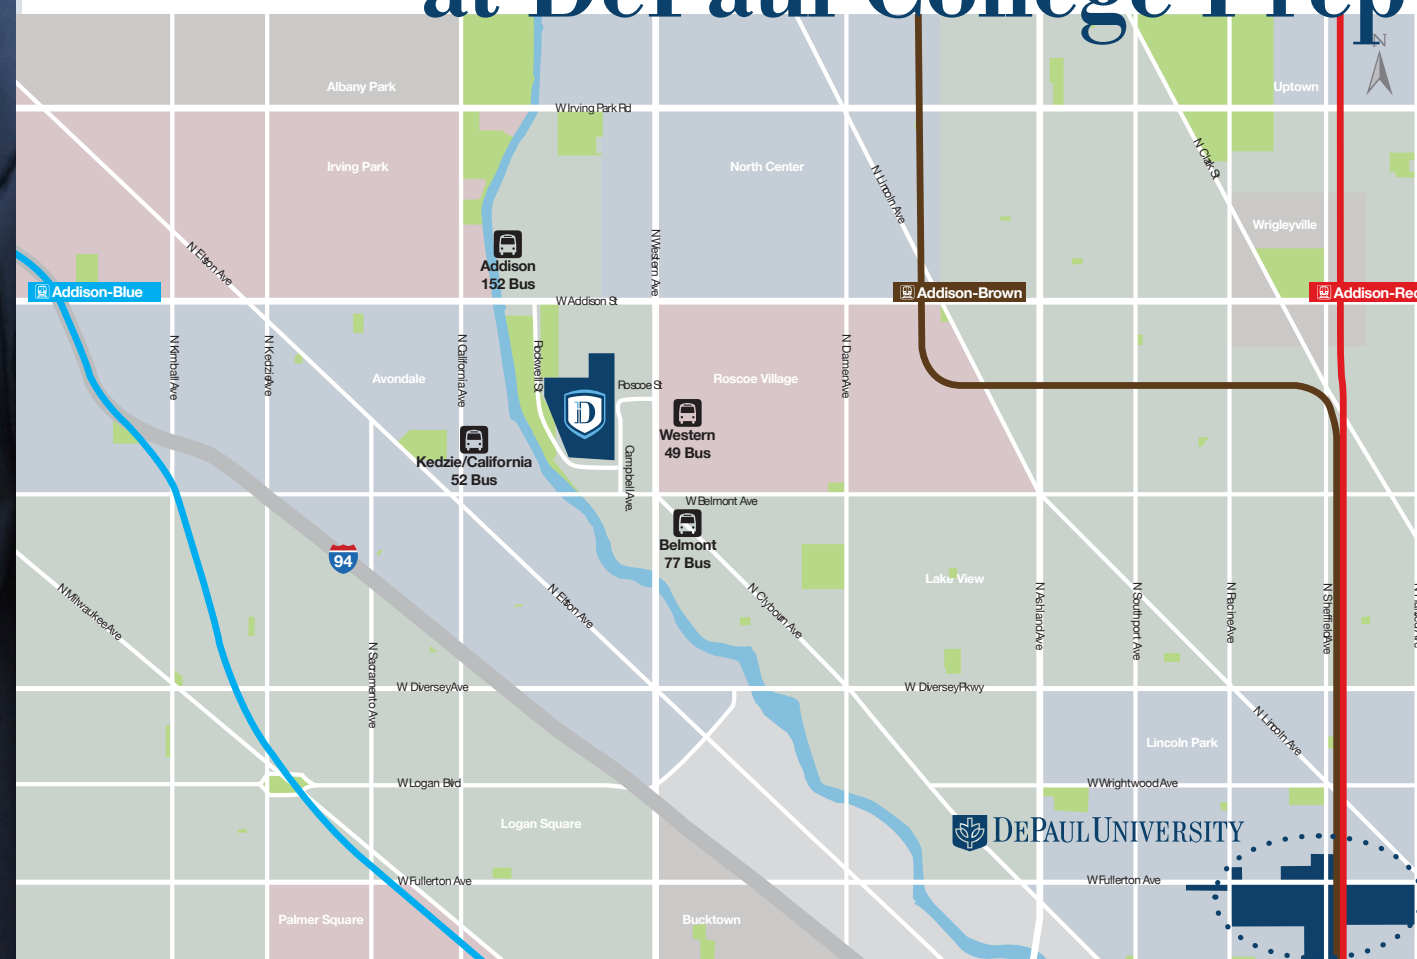 at DePaul College Prep
N
Albany Park
Uptown
W Irving Park Rd
Irving Park
North Center
N Clark St
N Lincoln Ave
Wrigleyville
N Elston Ave
N Western Ave
Addison
152 Bus
Addison-Blue
Addison-Brown
Addison-Red
W Addison St
N Kimball Ave
N Kedzie Ave
N California Ave
Rockwell St
N Damen Ave
Avondale
Roscoe St
Roscoe Village
D
Western
49 Bus
Kedzie/California
52 Bus
Campbell Ave.
W Belmont Ave
Belmont
77 Bus
94
Lake View
N Milwaukee Ave
N Elston Ave
N Clybourn Ave
N Ashland Ave
N Southport Ave
N Racine Ave
N Sheffield Ave
N Sacramento Ave
W Diversey Ave
W Diversey Pkwy
N Lincoln Ave
Lincoln Park
W Logan Blvd
W Wrightwood Ave
Logan Square
DEPAUL UNIVERSITY
W Fullerton Ave
W Fullerton Ave
Palmer Square
Bucktown